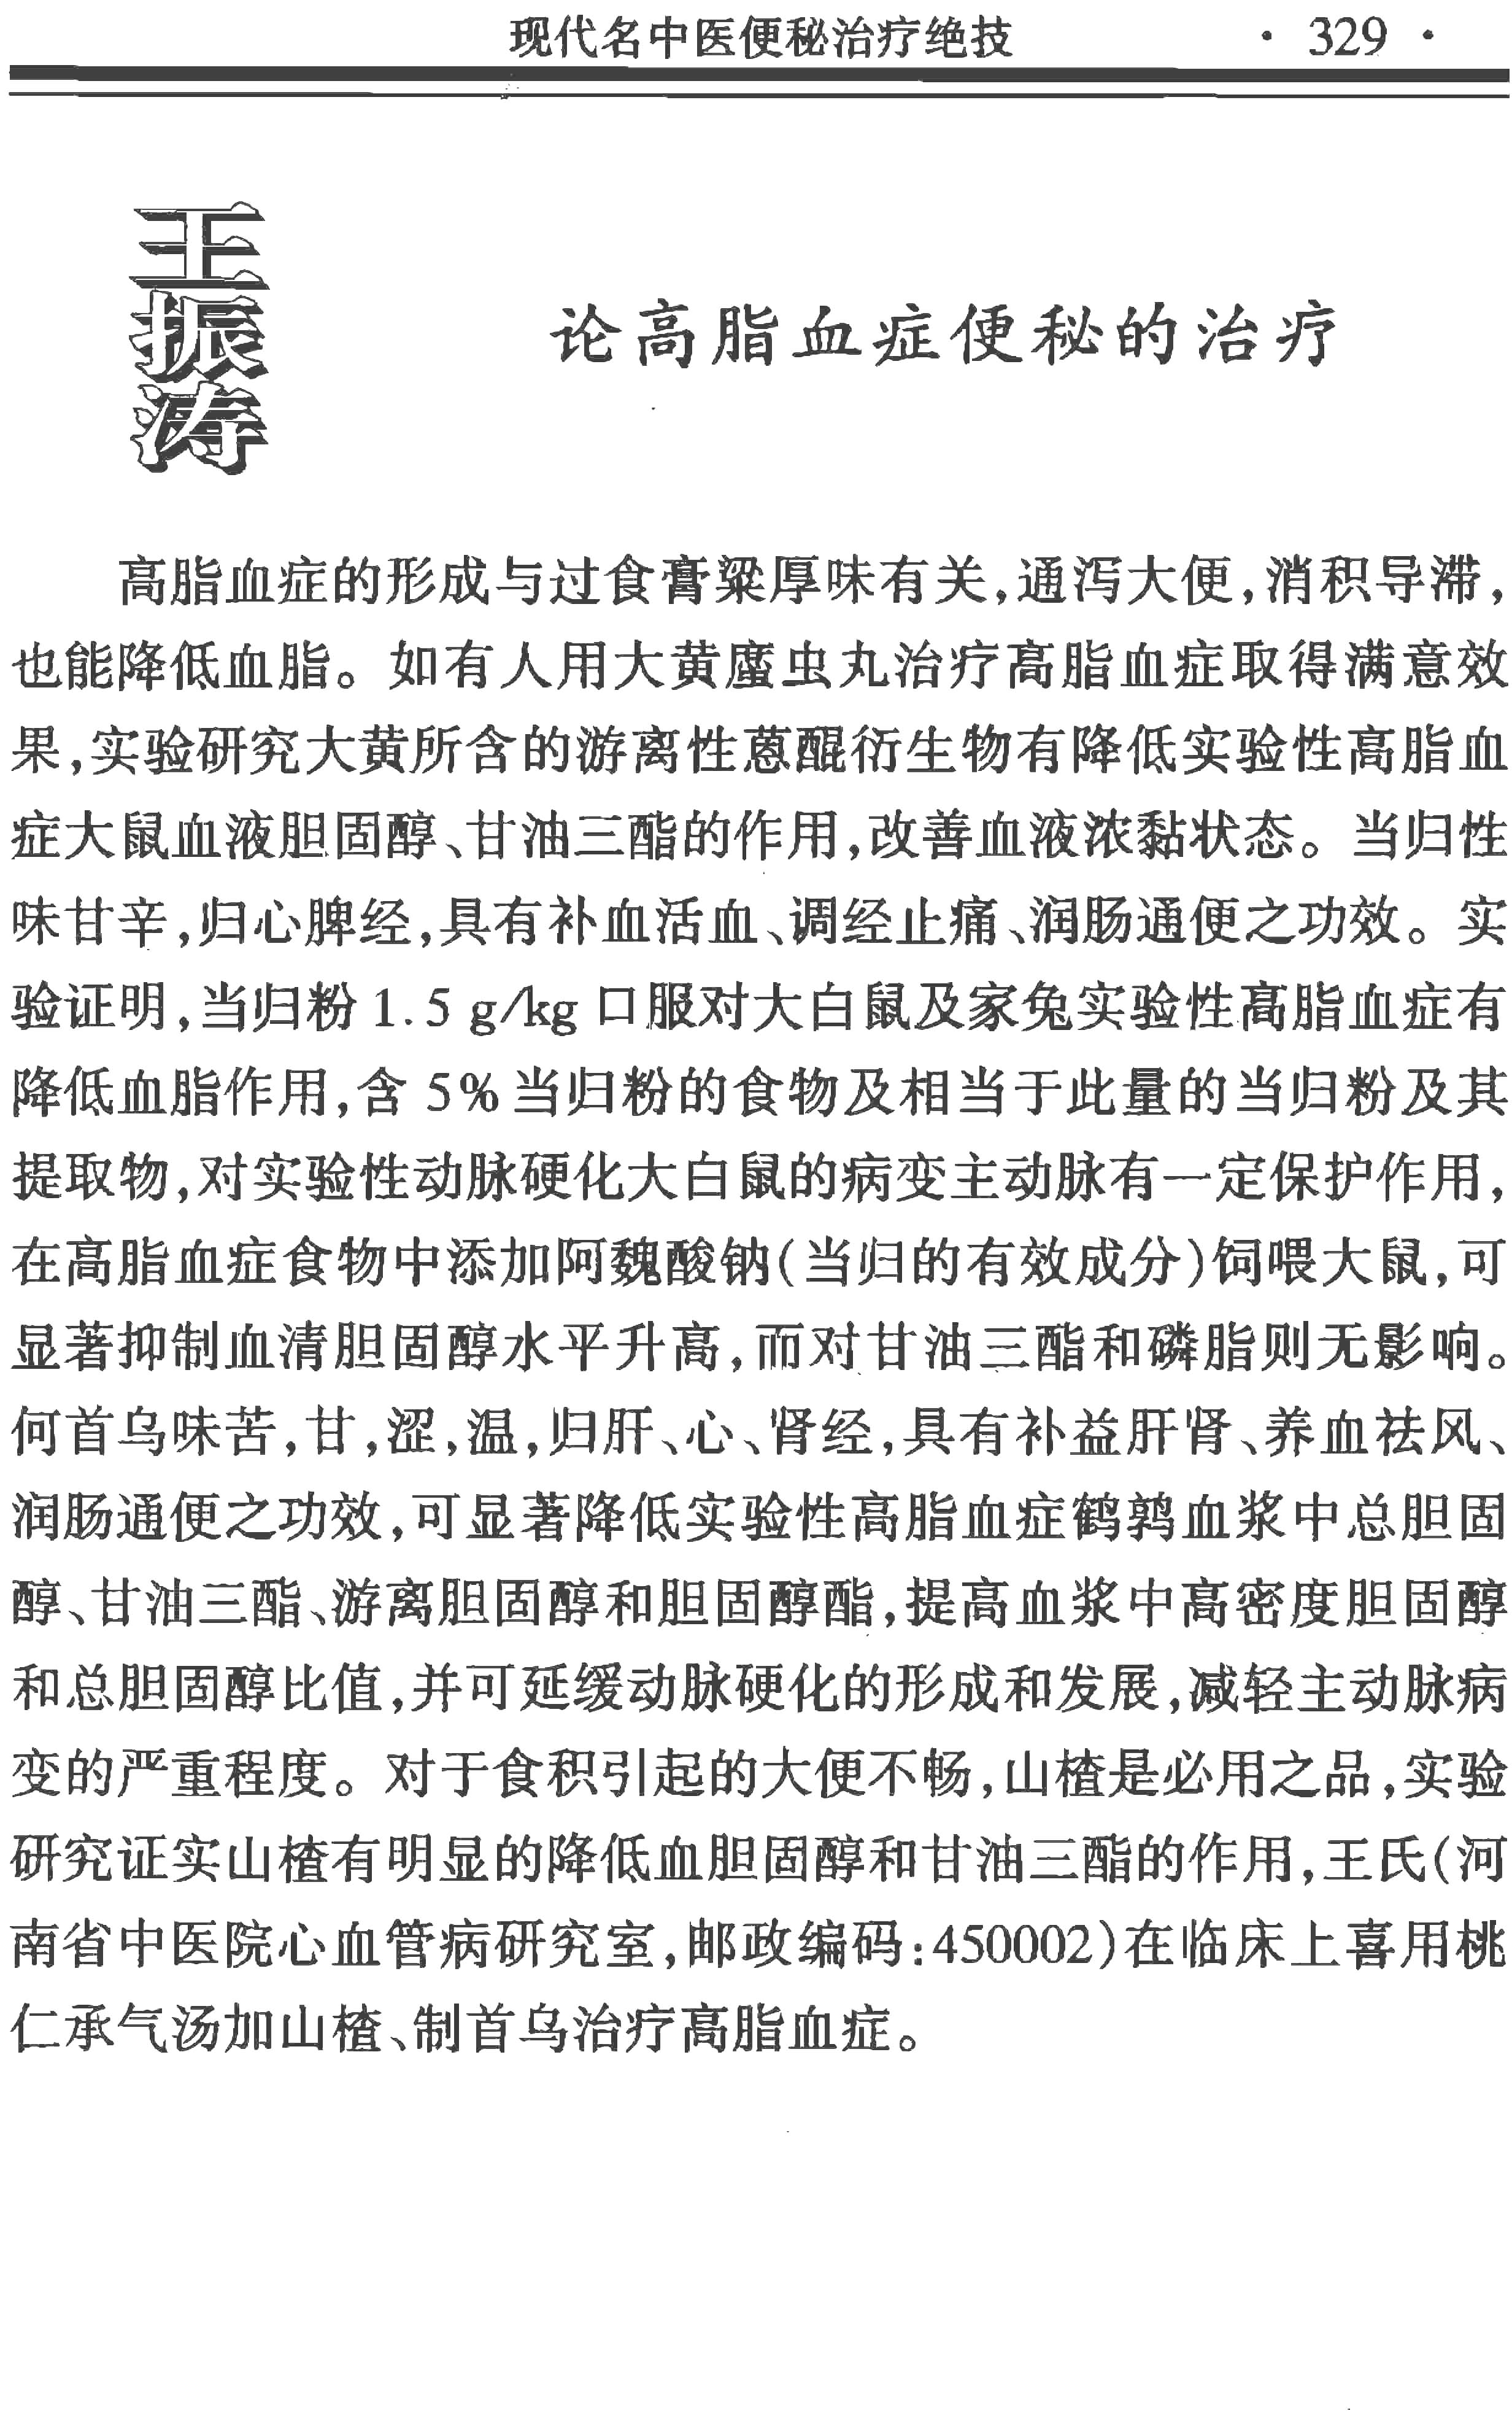 现代名中医便秘治疗绝技 · 329 ·
王振涛
论高脂血症便秘的治疗
高脂血症的形成与过食膏粱厚味有关,通泻大便,消积导滞,
也能降低血脂。如有人用大黄䗪虫丸治疗高脂血症取得满意效
果,实验研究大黄所含的游离性蒽醌衍生物有降低实验性高脂血
症大鼠血液胆固醇、甘油三酯的作用,改善血液浓黏状态。当归性
味甘辛,归心脾经,具有补血活血、调经止痛、润肠通便之功效。实
验证明,当归粉 1.5 g/kg 口服对大白鼠及家兔实验性高脂血症有
降低血脂作用,含 5% 当归粉的食物及相当于此量的当归粉及其
提取物,对实验性动脉硬化大白鼠的病变主动脉有一定保护作用,
在高脂血症食物中添加阿魏酸钠(当归的有效成分)饲喂大鼠,可
显著抑制血清胆固醇水平升高,而对甘油三酯和磷脂则无影响。
何首乌味苦,甘,涩,温,归肝、心、肾经,具有补益肝肾、养血祛风、
润肠通便之功效,可显著降低实验性高脂血症鹤鹑血浆中总胆固
醇、甘油三酯、游离胆固醇和胆固醇酯,提高血浆中高密度胆固醇
和总胆固醇比值,并可延缓动脉硬化的形成和发展,减轻主动脉病
变的严重程度。对于食积引起的大便不畅,山楂是必用之品,实验
研究证实山楂有明显的降低血胆固醇和甘油三酯的作用,王氏(河
南省中医院心血管病研究室,邮政编码:450002)在临床上喜用桃
仁承气汤加山楂、制首乌治疗高脂血症。